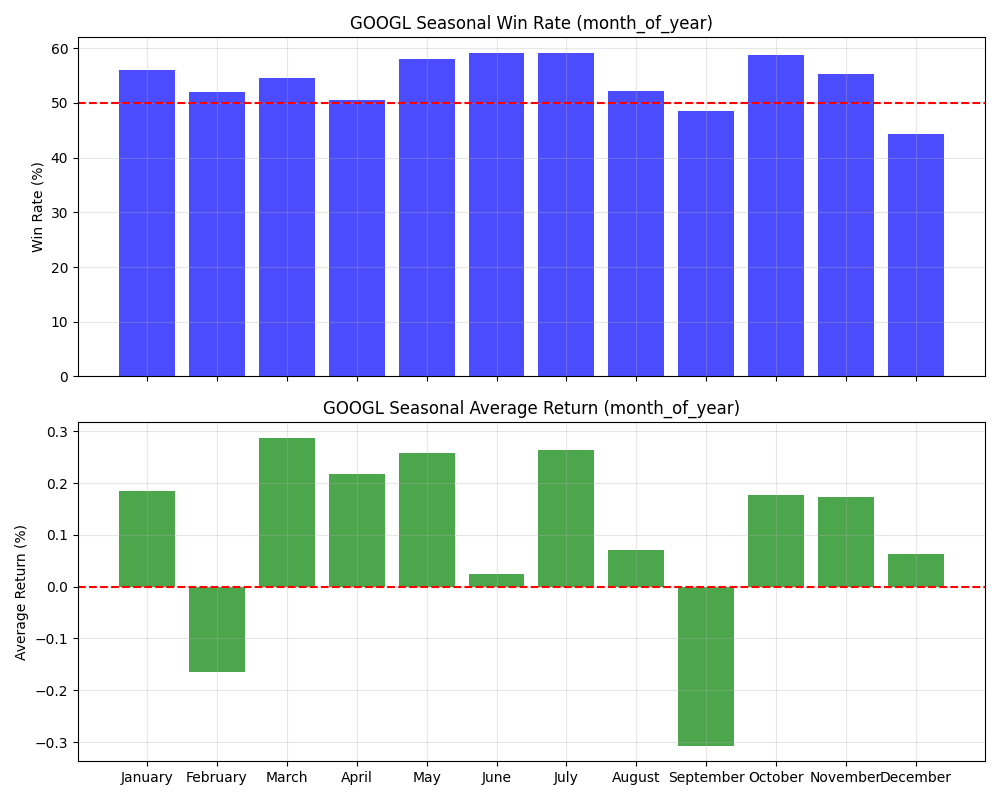 GOOGL Seasonal Win Rate (month_of_year)
60
50
40
30
20
10
0
Win Rate (%)
GOOGL Seasonal Average Return (month_of_year)
0.3
0.2
0.1
0.0
−0.1
−0.2
−0.3
Average Return (%)
January February March April May June July August September October November December